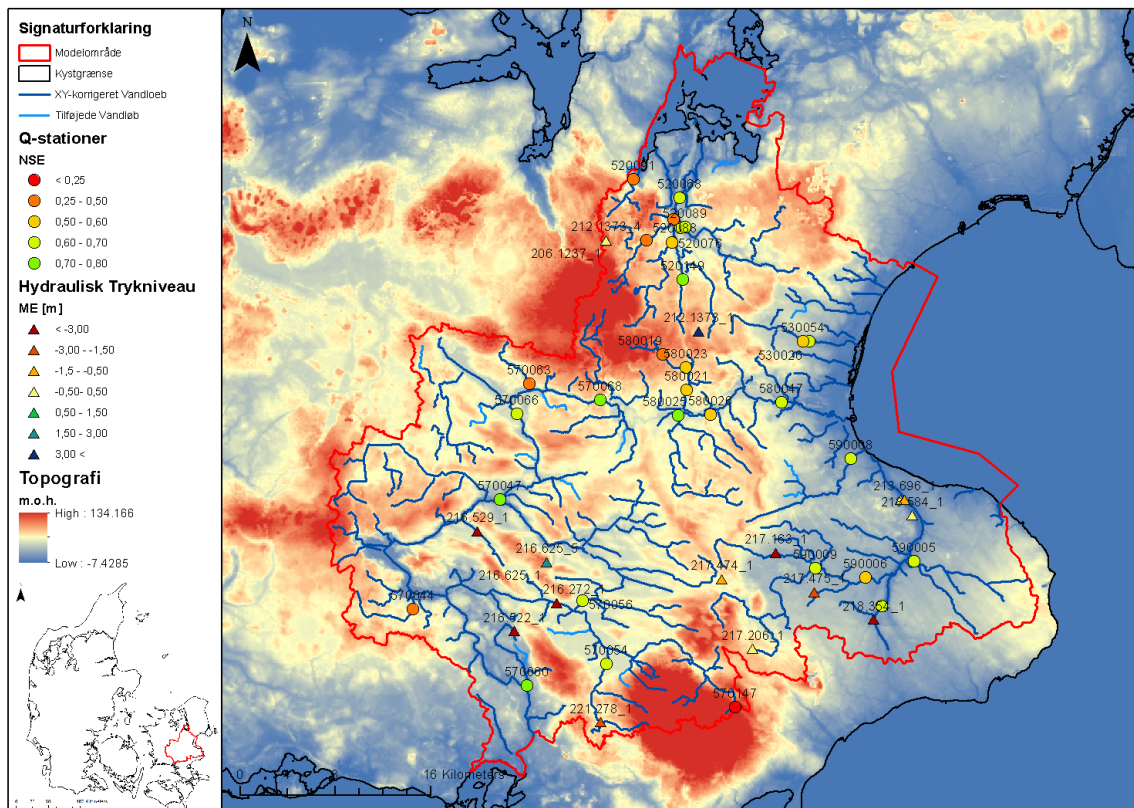 Signaturforklaring
Modelområde
Kystgrænse
XY-korrigeret Vandloeb
Tilføjede Vandløb
Q-stationer
NSE
< 0,25
0,25 - 0,50
0,50 - 0,60
0,60 - 0,70
0,70 - 0,80
Hydraulisk Trykniveau
ME [m]
< -3,00
-3,00 - -1,50
-1,5 - -0,50
-0,50- 0,50
0,50 - 1,50
1,50 - 3,00
3,00 <
Topografi
m.o.h.
High : 134.166
Low : -7.4285
N
520091
520068
520089
212.1373_4
520088
520076
206.1237_1
520149
212.1373_1
530054
580019
530026
580023
580021
570063
570068
580047
570066
580025
580026
590008
570047
213.696_1
216.529_1
217.163_1
216.625_5
217.474_1
590009
590005
216.625_1
590006
217.475_1
216.272_1
570044
570056
218.354_1
216.522_1
217.206_1
570054
570060
570147
221.278_1
0
16 Kilometers